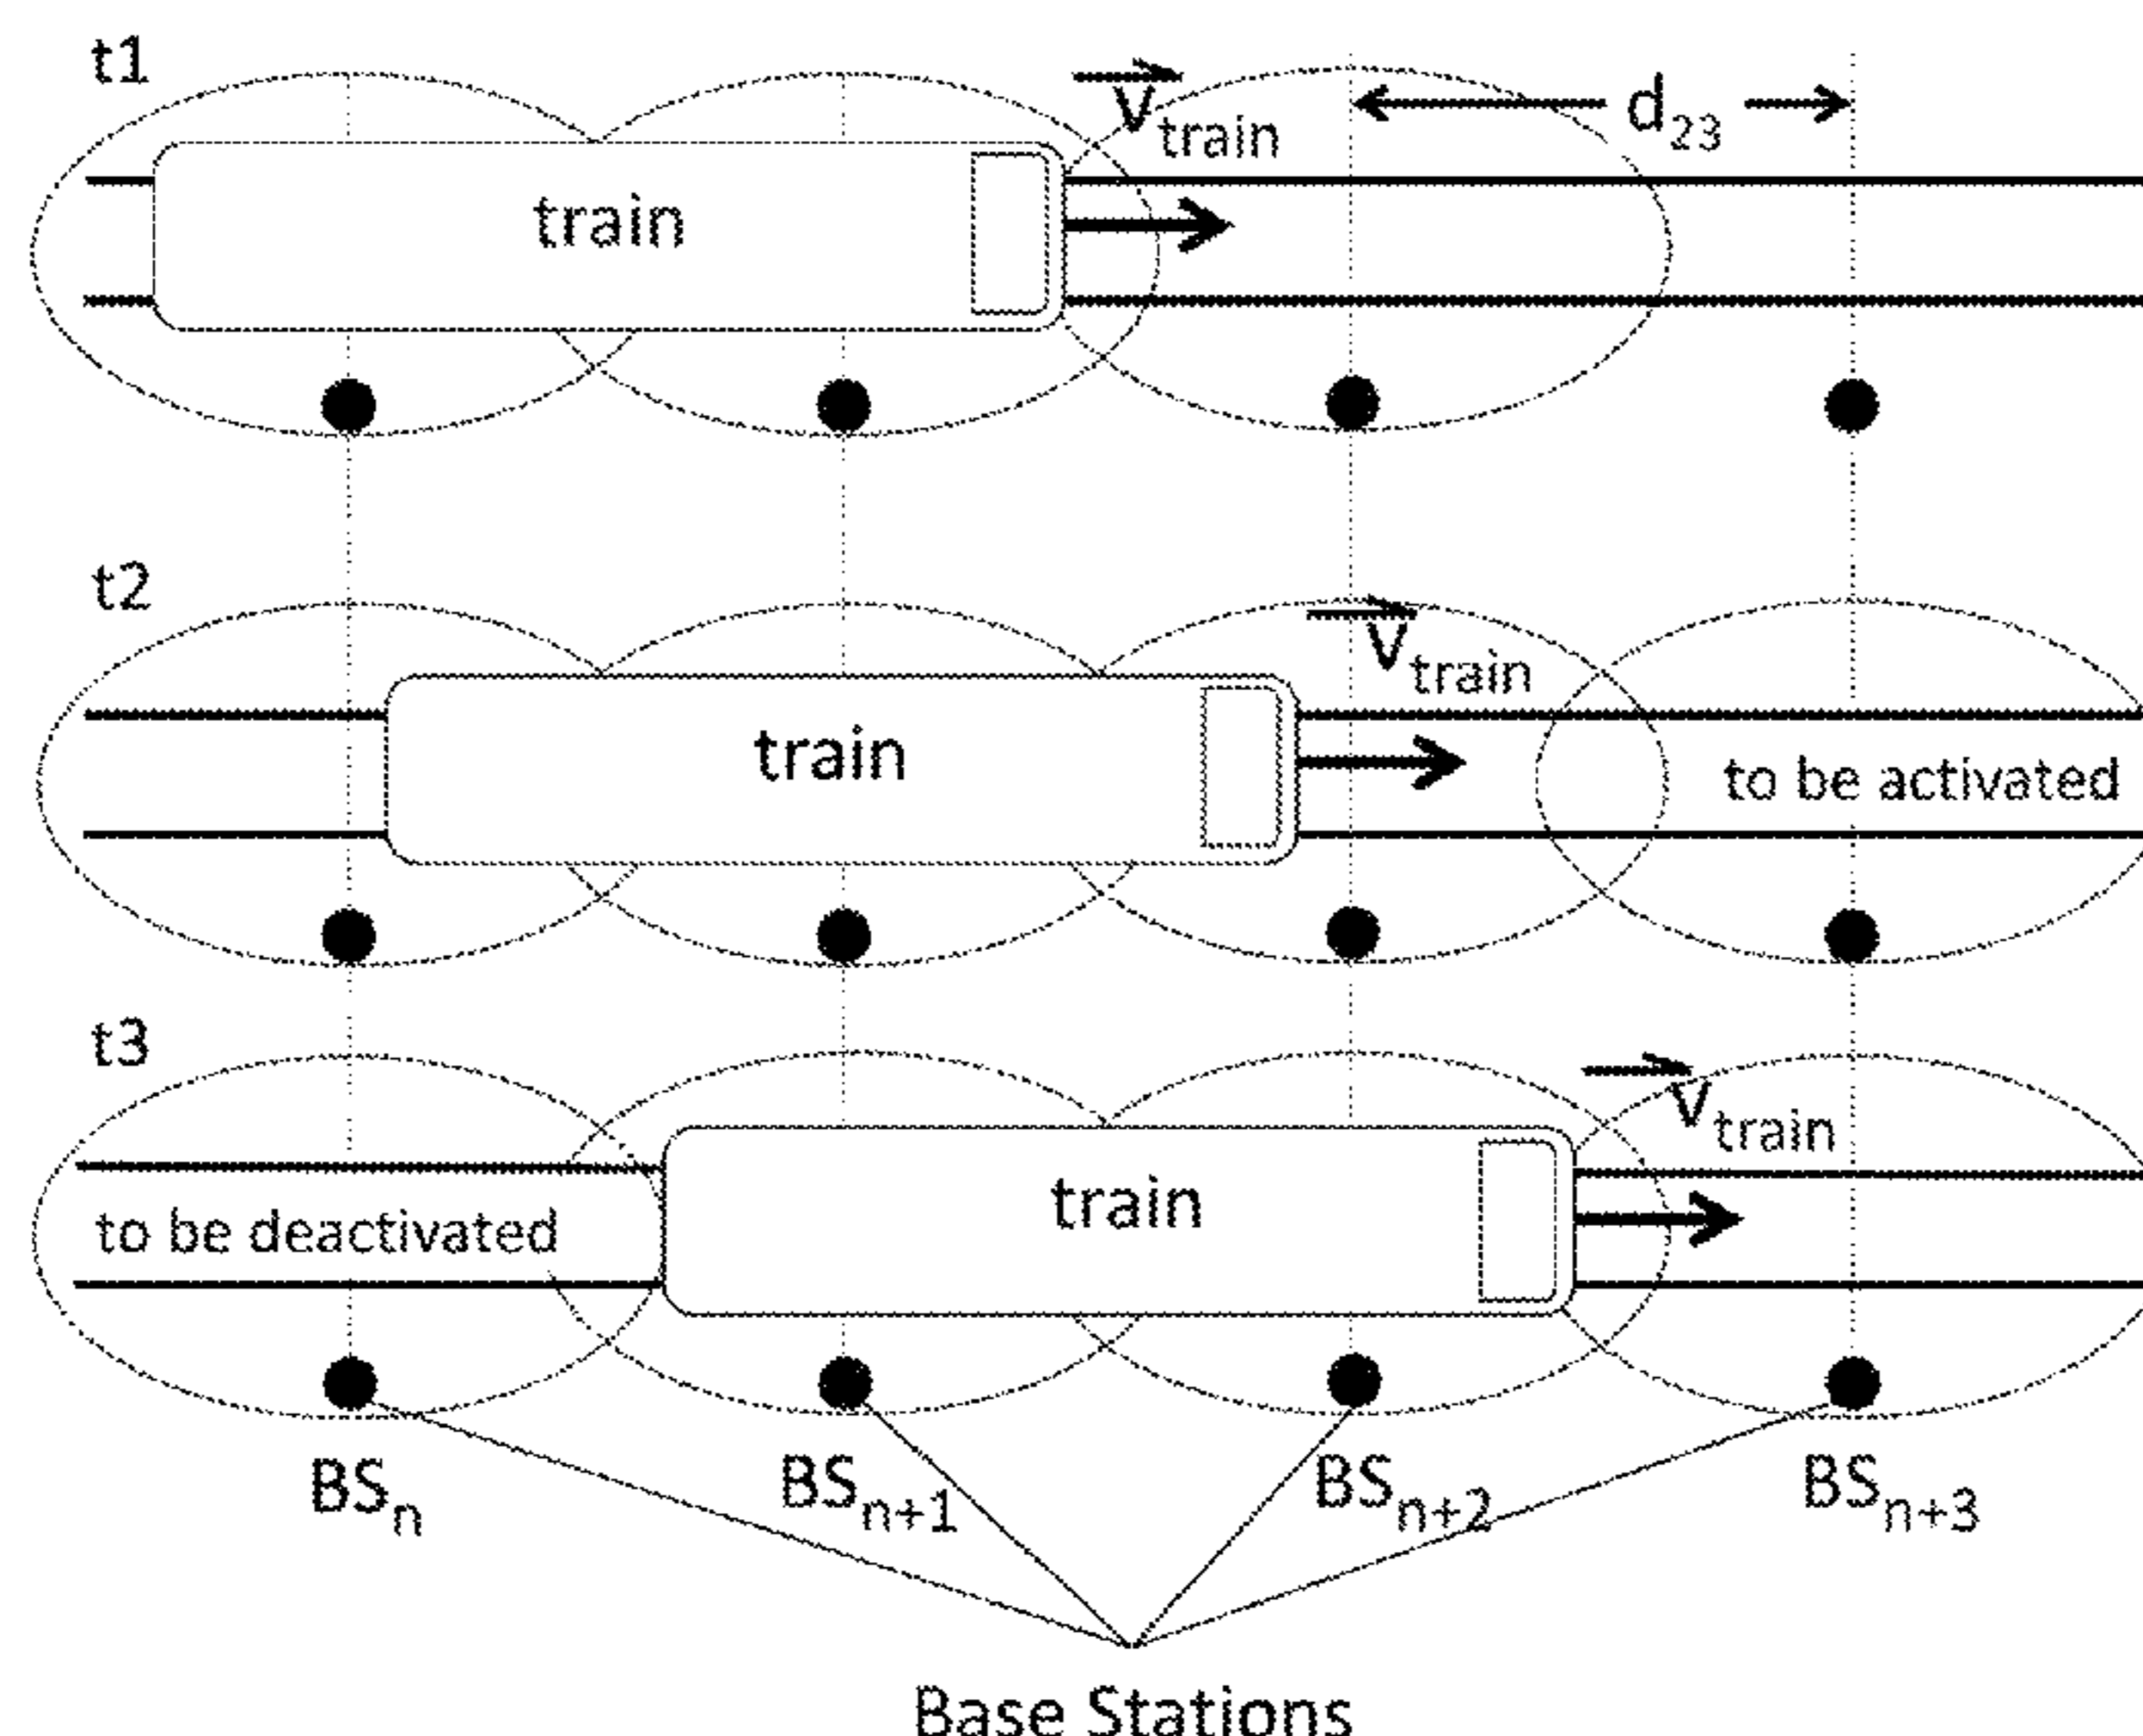 t1
v train
d23
train
t2
v train
train
to be activated
t3
v train
train
to be deactivated
BSn
BSn+1
BSn+2
BSn+3
Base Stations